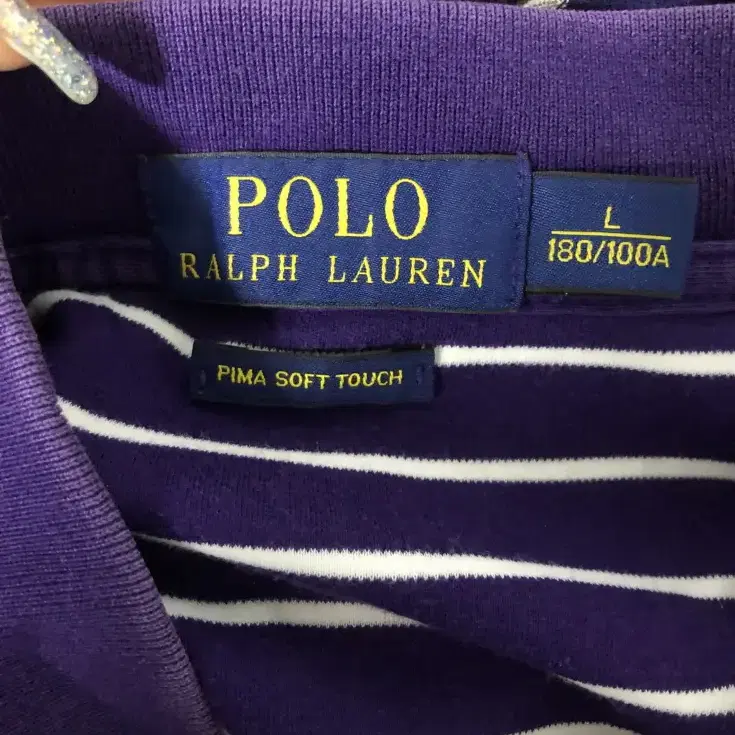 POLO
RALPH LAUREN
L
180/100A
PIMA SOFT TOUCH